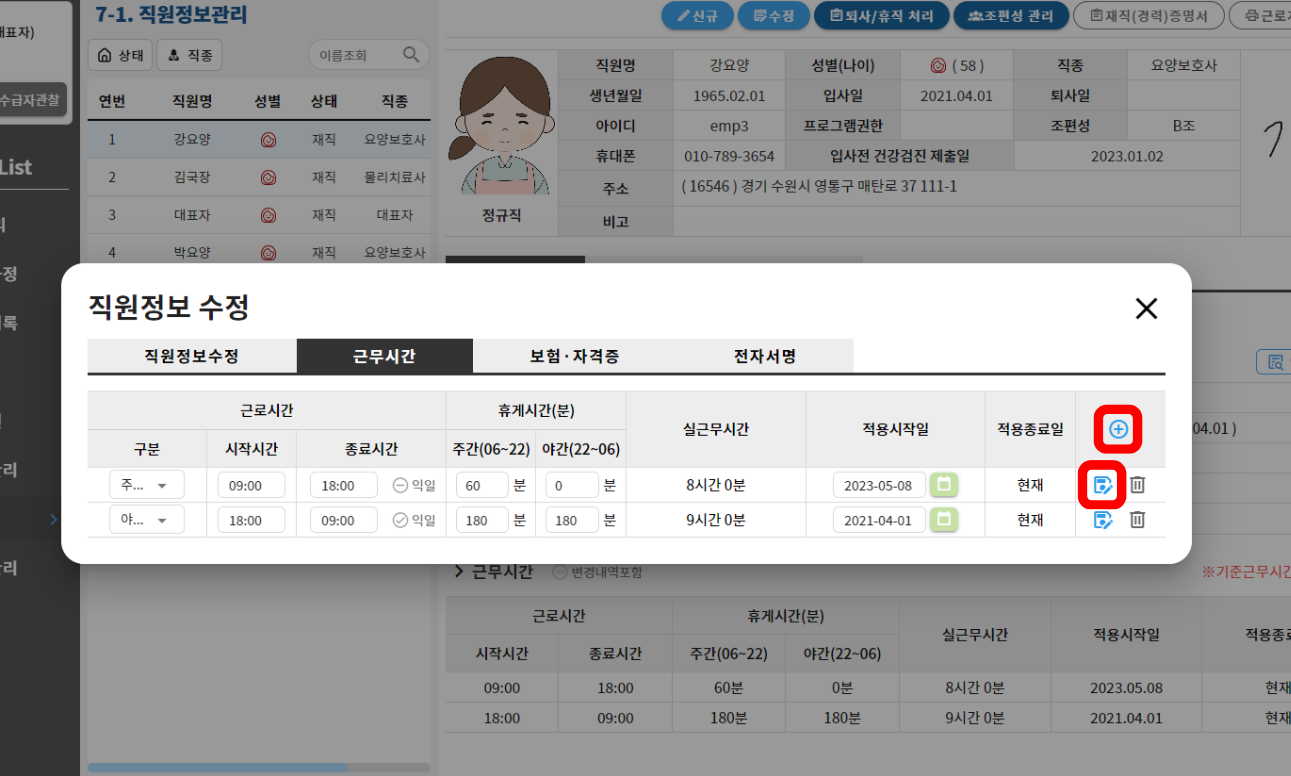 7-1. 직원정보관리
신규
수정
퇴사/휴직 처리
조편성 관리
재직(경력)증명서
대표자)
상태
직종
이름조회
수급자관찰
List
연번 직원명 성별 상태 직종
1 강요양 재직 요양보호사
2 김국장 재직 물리치료사
3 대표자 재직 대표자
4 박요양 재직 요양보호사
정규직
직원명 강요양 성별(나이) ( 58 ) 직종 요양보호사
생년월일 1965.02.01 입사일 2021.04.01 퇴사일
아이디 emp3 프로그램권한 조편성 B조
휴대폰 010-789-3654 입사전 건강검진 제출일 2023.01.02
주소 ( 16546 ) 경기 수원시 영통구 매탄로 37 111-1
비고
직원정보 수정
직원정보수정 근무시간 보험·자격증 전자서명
근로시간 휴게시간(분) 실근무시간 적용시작일 적용종료일
구분 시작시간 종료시간 주간(06~22) 야간(22~06)
주... 09:00 18:00 익일 60 분 0 분 8시간 0분 2023-05-08 현재
야... 18:00 09:00 익일 180 분 180 분 9시간 0분 2021-04-01 현재
04.01 )
근무시간 변경내역포함
※기준근무시간
근로시간 휴게시간(분) 실근무시간 적용시작일
시작시간 종료시간 주간(06~22) 야간(22~06)
09:00 18:00 60분 0분 8시간 0분 2023.05.08 현재
18:00 09:00 180분 180분 9시간 0분 2021.04.01 현재